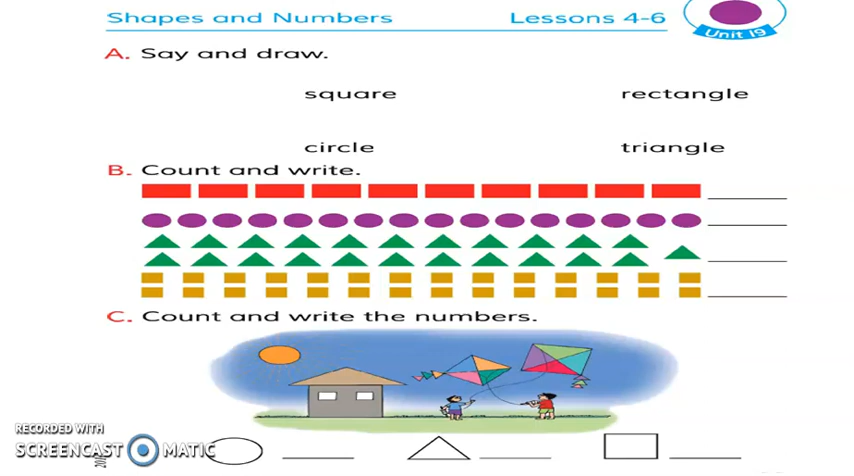 Shapes and Numbers
Lessons 4-6
Unit 19
A. Say and draw.
square
rectangle
circle
triangle
B. Count and write.
C. Count and write the numbers.
RECORDED WITH
SCREENCAST MATIC